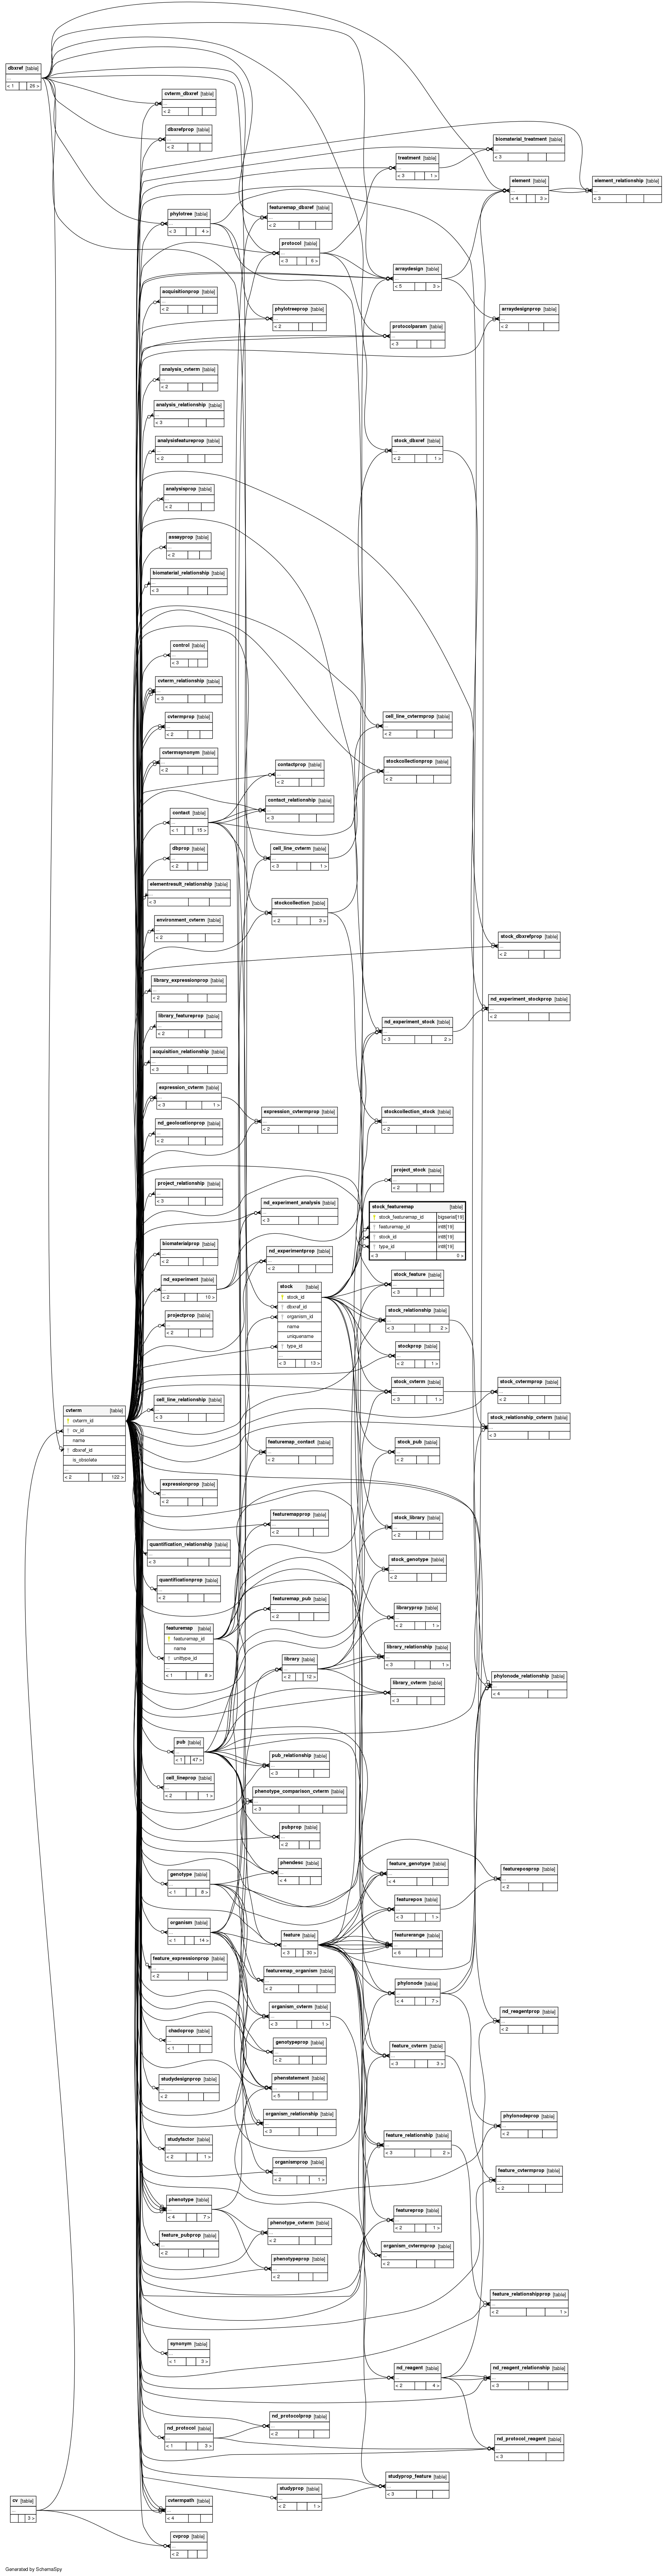 dbxref [table]
...
< 1 26 >
cvterm_dbxref [table]
...
< 2
dbxrefprop [table]
...
< 2
biomaterial_treatment [table]
...
< 3
treatment [table]
...
< 3 1 >
element [table]
...
< 4 3 >
element_relationship [table]
...
< 3
phylotree [table]
...
< 3 4 >
featuremap_dbxref [table]
...
< 2
protocol [table]
...
< 3 6 >
arraydesign [table]
...
< 5 3 >
acquisitionprop [table]
...
< 2
phylotreeprop [table]
...
< 2
arraydesignprop [table]
...
< 2
protocolparam [table]
...
< 3
analysis_cvterm [table]
...
< 2
analysis_relationship [table]
...
< 3
analysisfeatureprop [table]
...
< 2
stock_dbxref [table]
...
< 2 1 >
analysisprop [table]
...
< 2
assayprop [table]
...
< 2
biomaterial_relationship [table]
...
< 3
control [table]
...
< 3
cvterm_relationship [table]
...
< 3
cvtermprop [table]
...
< 2
cell_line_cvtermprop [table]
...
< 2
cvtermsynonym [table]
...
< 2
contactprop [table]
...
< 2
stockcollectionprop [table]
...
< 2
contact [table]
...
< 1 15 >
contact_relationship [table]
...
< 3
dbprop [table]
...
< 2
cell_line_cvterm [table]
...
< 3 1 >
elementresult_relationship [table]
...
< 3
stockcollection [table]
...
< 2 3 >
environment_cvterm [table]
...
< 2
stock_dbxrefprop [table]
...
< 2
library_expressionprop [table]
...
< 2
nd_experiment_stockprop [table]
...
< 2
library_featureprop [table]
...
< 2
nd_experiment_stock [table]
...
< 3 2 >
acquisition_relationship [table]
...
< 3
expression_cvterm [table]
...
< 3 1 >
expression_cvtermprop [table]
...
< 2
stockcollection_stock [table]
...
< 2
nd_geolocationprop [table]
...
< 2
project_stock [table]
...
< 2
project_relationship [table]
...
< 3
nd_experiment_analysis [table]
...
< 3
stock_featuremap [table]
stock_featuremap_id bigserial[19]
featuremap_id int8[19]
stock_id int8[19]
type_id int8[19]
< 3 0 >
biomaterialprop [table]
...
< 2
nd_experimentprop [table]
...
< 2
nd_experiment [table]
...
< 2 10 >
stock [table]
stock_id
dbxref_id
organism_id
name
uniquename
type_id
...
< 3 13 >
stock_feature [table]
...
< 3
projectprop [table]
...
< 2
stock_relationship [table]
...
< 3 2 >
stockprop [table]
...
< 2 1 >
stock_cvterm [table]
...
< 3 1 >
stock_cvtermprop [table]
...
< 2
cell_line_relationship [table]
...
< 3
cvterm [table]
cvterm_id
cv_id
name
dbxref_id
is_obsolete
...
< 2 122 >
stock_relationship_cvterm [table]
...
< 3
featuremap_contact [table]
...
< 2
stock_pub [table]
...
< 2
expressionprop [table]
...
< 2
featuremapprop [table]
...
< 2
stock_library [table]
...
< 2
quantification_relationship [table]
...
< 3
stock_genotype [table]
...
< 2
quantificationprop [table]
...
< 2
featuremap_pub [table]
...
< 2
libraryprop [table]
...
< 2 1 >
featuremap [table]
featuremap_id
name
unittype_id
...
< 1 8 >
library_relationship [table]
...
< 3 1 >
library [table]
...
< 2 12 >
library_cvterm [table]
...
< 3
phylonode_relationship [table]
...
< 4
pub [table]
...
< 1 47 >
pub_relationship [table]
...
< 3
cell_lineprop [table]
...
< 2 1 >
phenotype_comparison_cvterm [table]
...
< 3
pubprop [table]
...
< 2
phendesc [table]
...
< 4
feature_genotype [table]
...
< 4
genotype [table]
...
< 1 8 >
featureposprop [table]
...
< 2
featurepos [table]
...
< 3 1 >
organism [table]
...
< 1 14 >
feature [table]
...
< 3 30 >
featurerange [table]
...
< 6
feature_expressionprop [table]
...
< 2
featuremap_organism [table]
...
< 2
phylonode [table]
...
< 4 7 >
organism_cvterm [table]
...
< 3 1 >
nd_reagentprop [table]
...
< 2
chadoprop [table]
...
< 1
genotypeprop [table]
...
< 2
feature_cvterm [table]
...
< 3 3 >
studydesignprop [table]
...
< 2
phenstatement [table]
...
< 5
organism_relationship [table]
...
< 3
phylonodeprop [table]
...
< 2
studyfactor [table]
...
< 2 1 >
feature_relationship [table]
...
< 3 2 >
organismprop [table]
...
< 2 1 >
feature_cvtermprop [table]
...
< 2
phenotype [table]
...
< 4 7 >
featureprop [table]
...
< 2 1 >
phenotype_cvterm [table]
...
< 2
feature_pubprop [table]
...
< 2
organism_cvtermprop [table]
...
< 2
phenotypeprop [table]
...
< 2
feature_relationshipprop [table]
...
< 2 1 >
synonym [table]
...
< 1 3 >
nd_reagent [table]
...
< 2 4 >
nd_reagent_relationship [table]
...
< 3
nd_protocolprop [table]
...
< 2
nd_protocol [table]
...
< 1 3 >
nd_protocol_reagent [table]
...
< 3
studyprop_feature [table]
...
< 3
studyprop [table]
...
< 2 1 >
cv [table]
...
3 >
cvtermpath [table]
...
< 4
cvprop [table]
...
< 2
Generated by SchemaSpy